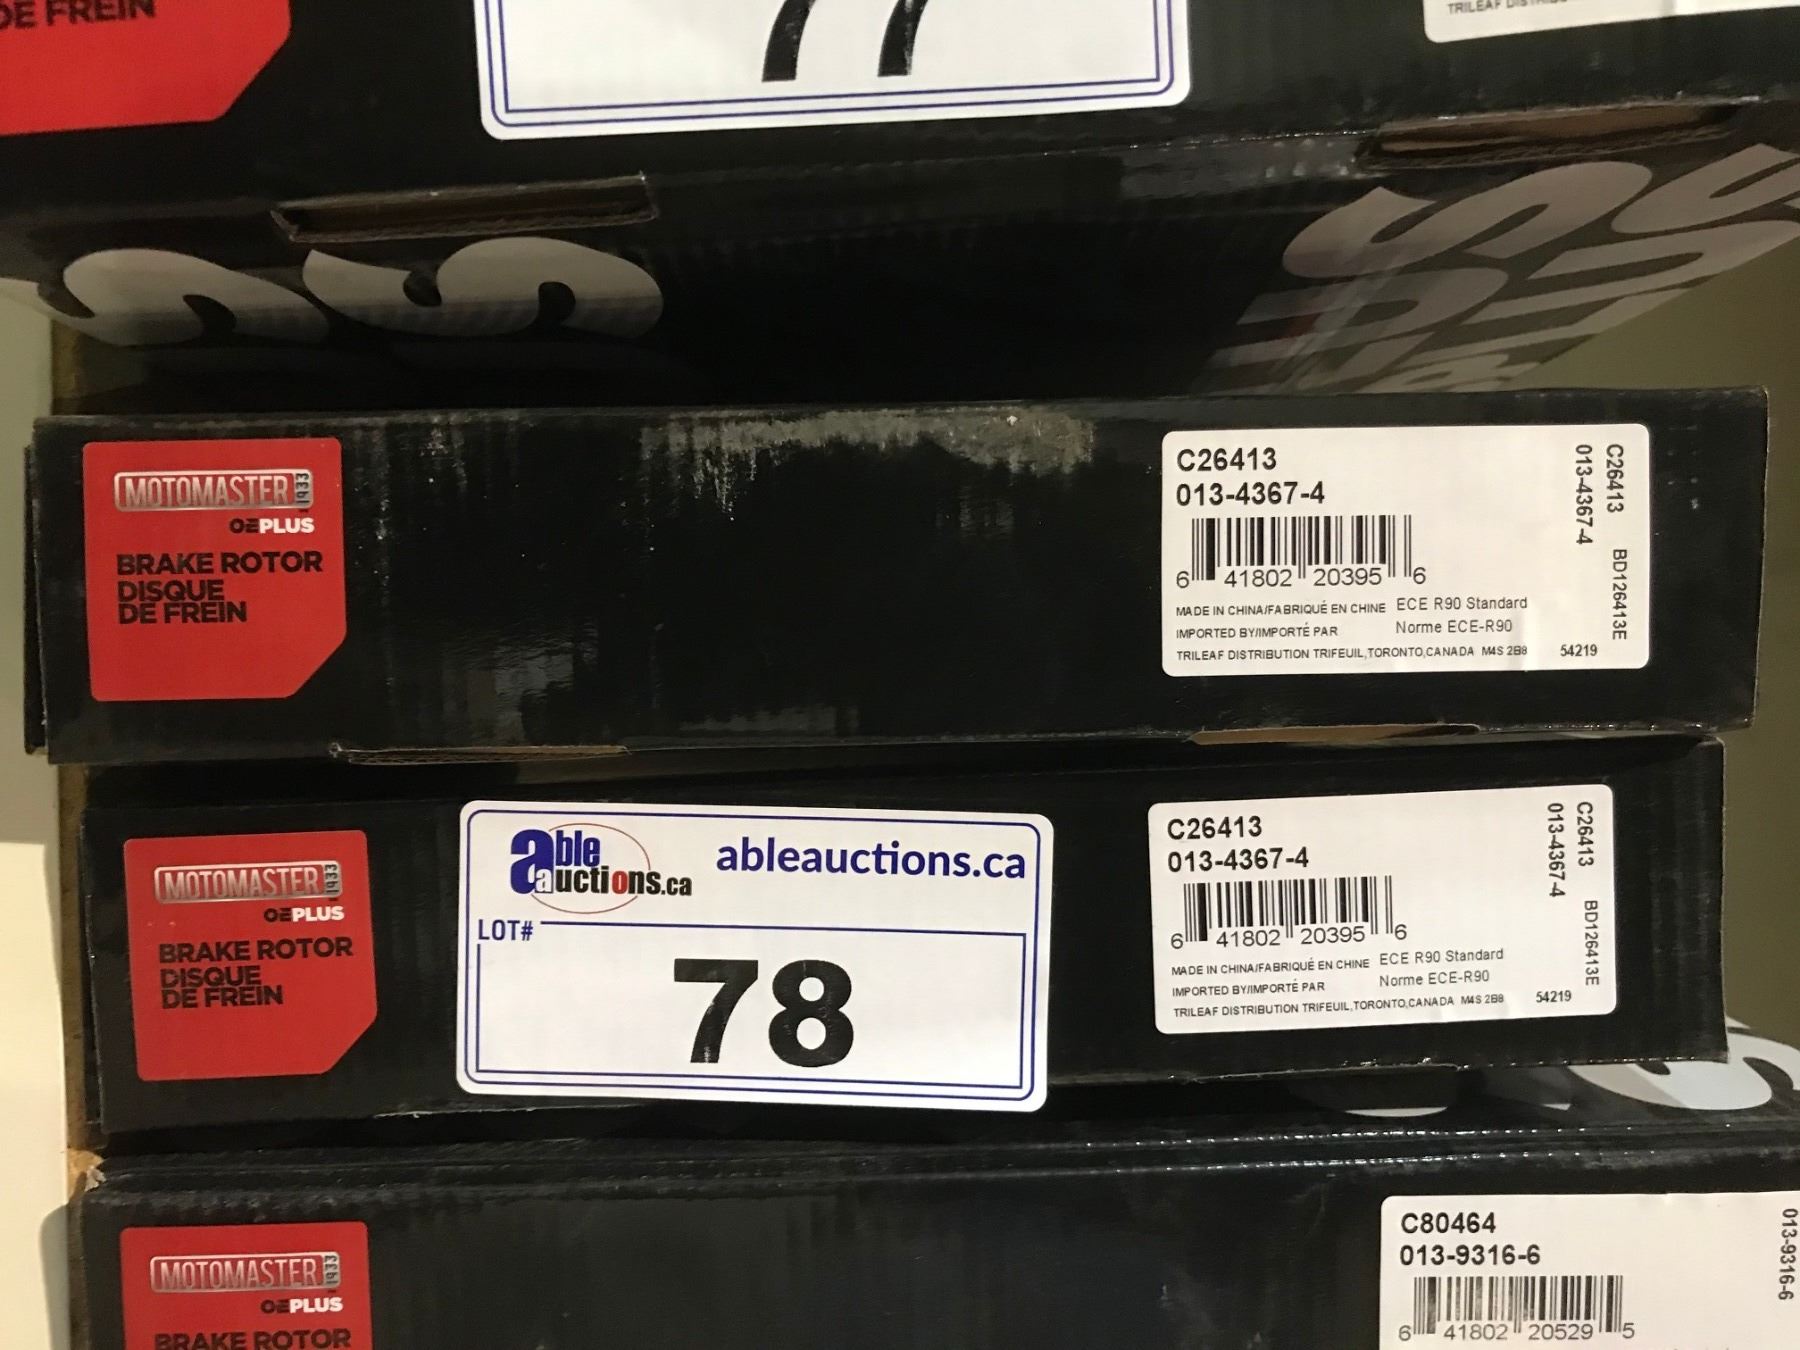 DE FREIN
77
MOTOMASTER 1933
OEPLUS
BRAKE ROTOR
DISQUE
DE FREIN
C26413
013-4367-4
6 41802 20395 6
MADE IN CHINA/FABRIQUÉ EN CHINE ECE R90 Standard
IMPORTED BY/IMPORTÉ PAR Norme ECE-R90
TRILEAF DISTRIBUTION TRIFEUIL,TORONTO,CANADA M4S 2B8 54219
C26413 BD126413E
013-4367-4
MOTOMASTER 1933
OEPLUS
BRAKE ROTOR
DISQUE
DE FREIN
able
auctions.ca
ableauctions.ca
LOT#
78
C26413
013-4367-4
6 41802 20395 6
MADE IN CHINA/FABRIQUÉ EN CHINE ECE R90 Standard
IMPORTED BY/IMPORTÉ PAR Norme ECE-R90
TRILEAF DISTRIBUTION TRIFEUIL,TORONTO,CANADA M4S 2B8 54219
C26413 BD126413E
013-4367-4
MOTOMASTER 1933
OEPLUS
BRAKE ROTOR
C80464
013-9316-6
6 41802 20529 5
013-9316-6